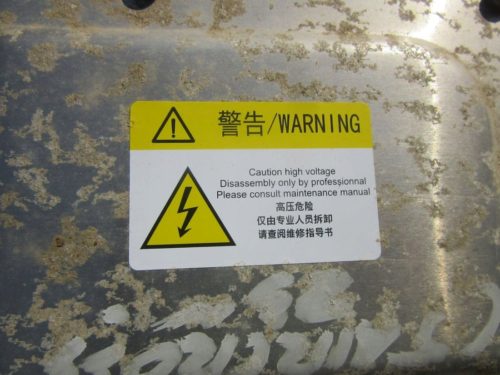 警告/WARNING
Caution high voltage
Disassembly only by professionnal
Please consult maintenance manual
高压危险
仅由专业人员拆卸
请查阅维修指导书